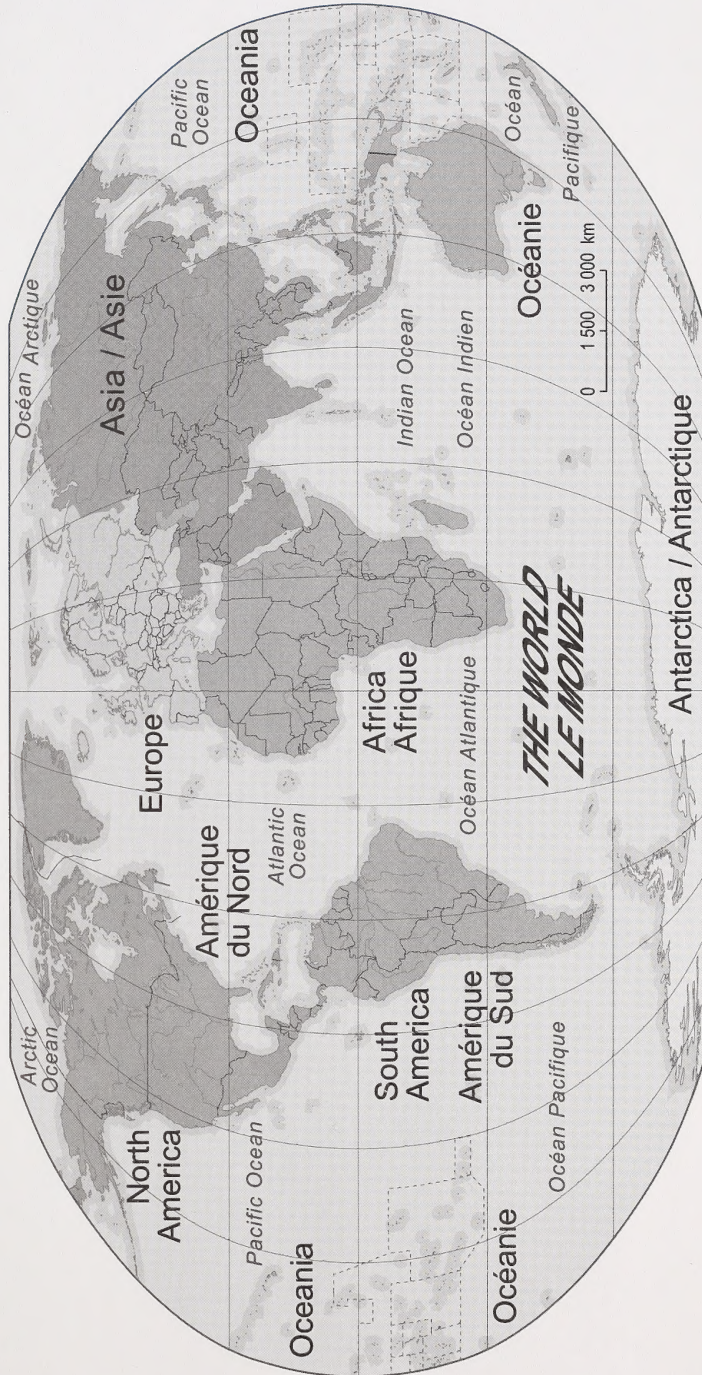 Arctic
Ocean
Océan Arctique
Pacific
Ocean
North
America
Amérique
du Nord
Europe
Asia / Asie
Pacific Ocean
Atlantic
Ocean
Oceania
Oceania
Africa
Afrique
Indian Ocean
South
America
Amérique
du Sud
Océan Atlantique
Océan Indien
Océanie
Océanie
Océan
Pacifique
Océan Pacifique
THE WORLD
LE MONDE
0 1 500 3 000 km
Antarctica / Antarctique